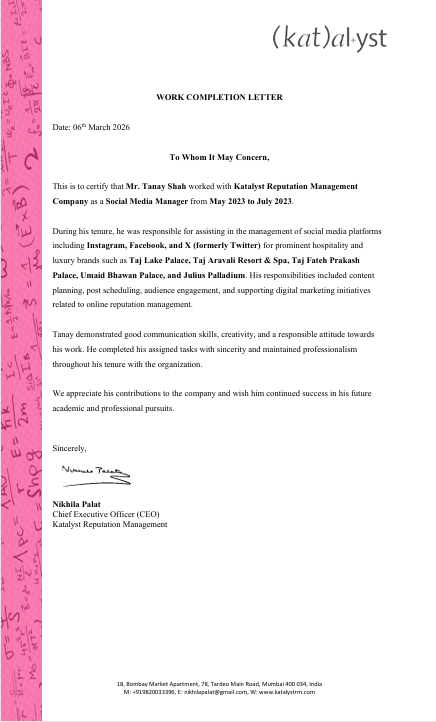 (kat)al+yst
WORK COMPLETION LETTER
Date: 06th March 2026
To Whom It May Concern,
This is to certify that Mr. Tanay Shah worked with Katalyst Reputation Management
Company as a Social Media Manager from May 2023 to July 2023.
During his tenure, he was responsible for assisting in the management of social media platforms
including Instagram, Facebook, and X (formerly Twitter) for prominent hospitality and
luxury brands such as Taj Lake Palace, Taj Aravali Resort & Spa, Taj Fateh Prakash
Palace, Umaid Bhawan Palace, and Julius Palladium. His responsibilities included content
planning, post scheduling, audience engagement, and supporting digital marketing initiatives
related to online reputation management.
Tanay demonstrated good communication skills, creativity, and a responsible attitude towards
his work. He completed his assigned tasks with sincerity and maintained professionalism
throughout his tenure with the organization.
We appreciate his contributions to the company and wish him continued success in his future
academic and professional pursuits.
Sincerely,
Nikhila Palat
Chief Executive Officer (CEO)
Katalyst Reputation Management
18, Bombay Market Apartment, 78, Tardeo Main Road, Mumbai 400 034, India
M: +919820033396, E: nikhilapalat@gmail.com, W: www.katalystrm.com